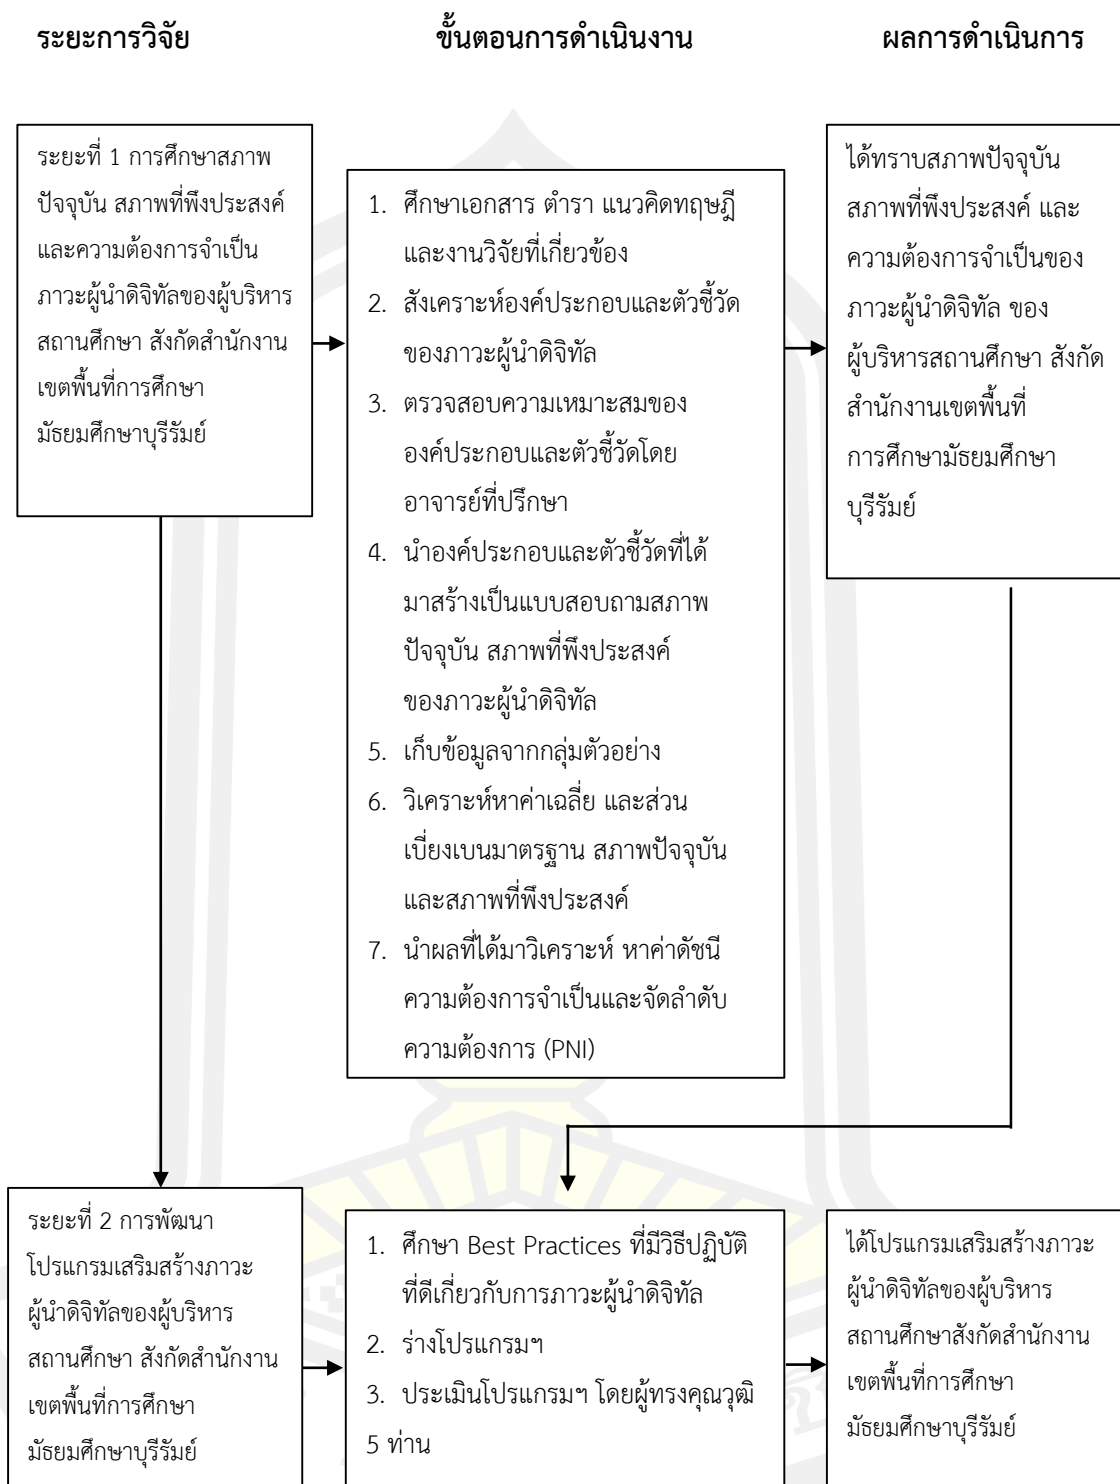 ระยะการวิจัย
ขั้นตอนการดำเนินงาน
ผลการดำเนินการ
ระยะที่ 1 การศึกษาสภาพ
ปัจจุบัน สภาพที่พึงประสงค์
และความต้องการจำเป็น
ภาวะผู้นำดิจิทัลของผู้บริหาร
สถานศึกษา สังกัดสำนักงาน
เขตพื้นที่การศึกษา
มัธยมศึกษาบุรีรัมย์
1. ศึกษาเอกสาร ตำรา แนวคิดทฤษฎี
และงานวิจัยที่เกี่ยวข้อง
2. สังเคราะห์องค์ประกอบและตัวชี้วัด
ของภาวะผู้นำดิจิทัล
3. ตรวจสอบความเหมาะสมของ
องค์ประกอบและตัวชี้วัดโดย
อาจารย์ที่ปรึกษา
4. นำองค์ประกอบและตัวชี้วัดที่ได้
มาสร้างเป็นแบบสอบถามสภาพ
ปัจจุบัน สภาพที่พึงประสงค์
ของภาวะผู้นำดิจิทัล
5. เก็บข้อมูลจากกลุ่มตัวอย่าง
6. วิเคราะห์หาค่าเฉลี่ย และส่วน
เบี่ยงเบนมาตรฐาน สภาพปัจจุบัน
และสภาพที่พึงประสงค์
7. นำผลที่ได้มาวิเคราะห์ หาค่าดัชนี
ความต้องการจำเป็นและจัดลำดับ
ความต้องการ (PNI)
ได้ทราบสภาพปัจจุบัน
สภาพที่พึงประสงค์ และ
ความต้องการจำเป็นของ
ภาวะผู้นำดิจิทัล ของ
ผู้บริหารสถานศึกษา สังกัด
สำนักงานเขตพื้นที่
การศึกษามัธยมศึกษา
บุรีรัมย์
ระยะที่ 2 การพัฒนา
โปรแกรมเสริมสร้างภาวะ
ผู้นำดิจิทัลของผู้บริหาร
สถานศึกษา สังกัดสำนักงาน
เขตพื้นที่การศึกษา
มัธยมศึกษาบุรีรัมย์
1. ศึกษา Best Practices ที่มีวิธีปฏิบัติ
ที่ดีเกี่ยวกับการภาวะผู้นำดิจิทัล
2. ร่างโปรแกรมฯ
3. ประเมินโปรแกรมฯ โดยผู้ทรงคุณวุฒิ
5 ท่าน
ได้โปรแกรมเสริมสร้างภาวะ
ผู้นำดิจิทัลของผู้บริหาร
สถานศึกษาสังกัดสำนักงาน
เขตพื้นที่การศึกษา
มัธยมศึกษาบุรีรัมย์